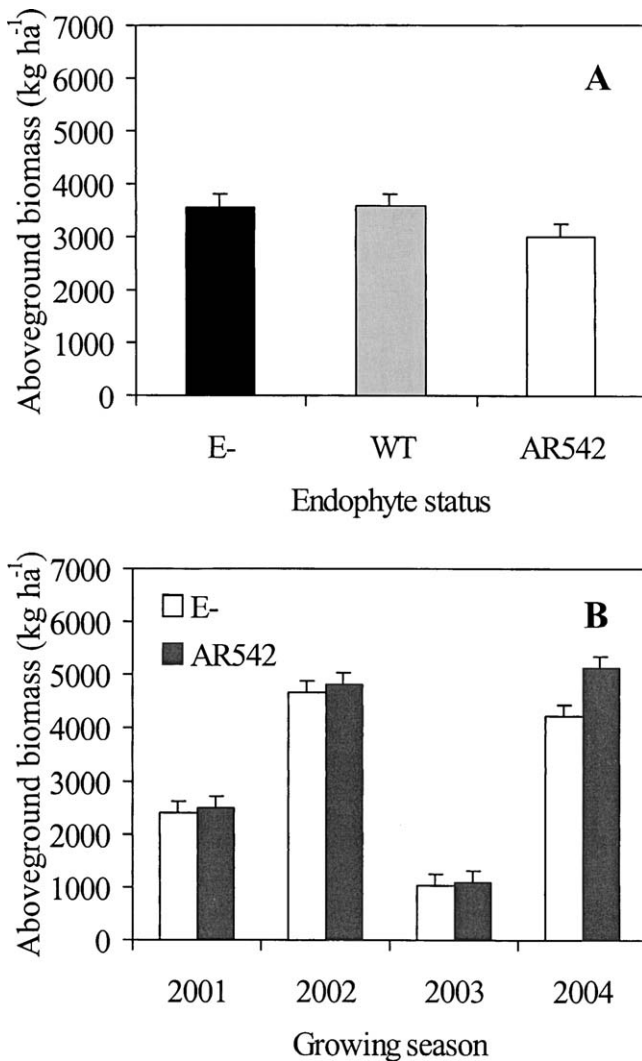 Aboveground biomass (kg ha⁻¹)
7000
6000
5000
4000
3000
2000
1000
0
A
E-
WT
AR542
Endophyte status
Aboveground biomass (kg ha⁻¹)
7000
6000
5000
4000
3000
2000
1000
0
E-
AR542
B
2001
2002
2003
2004
Growing season